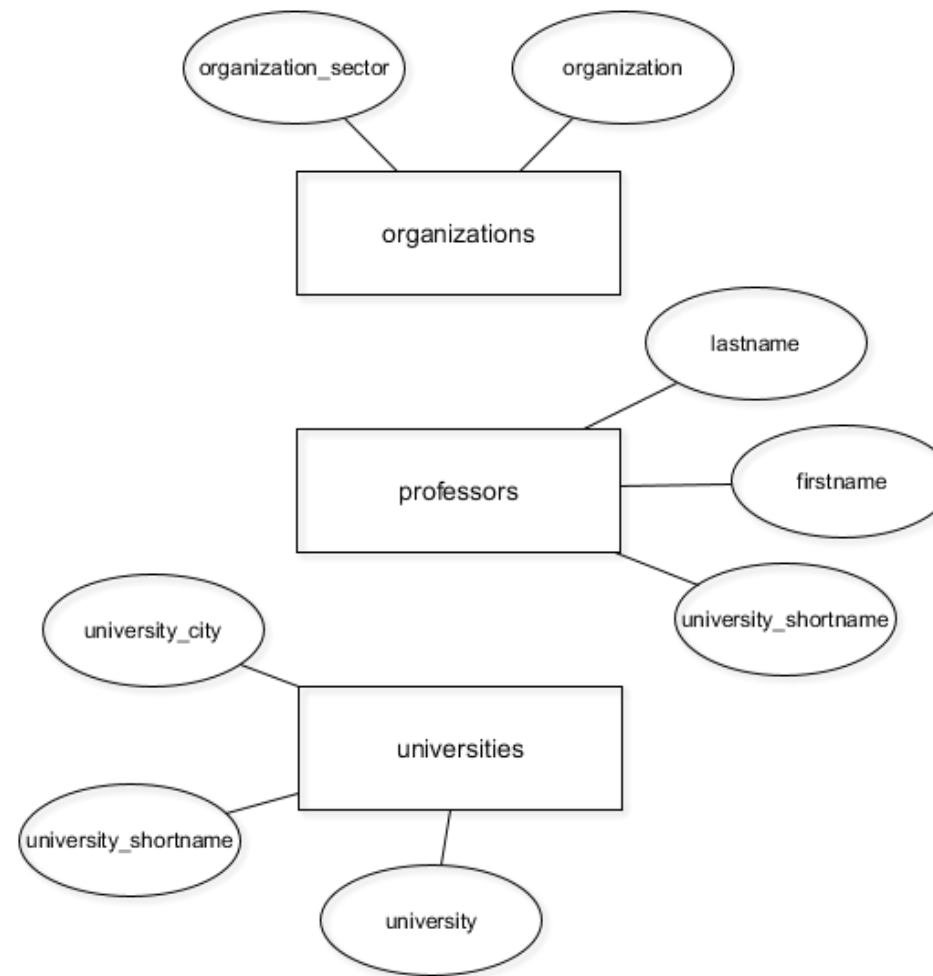 organization_sector
organization
organizations
lastname
professors
firstname
university_shortname
university_city
universities
university_shortname
university